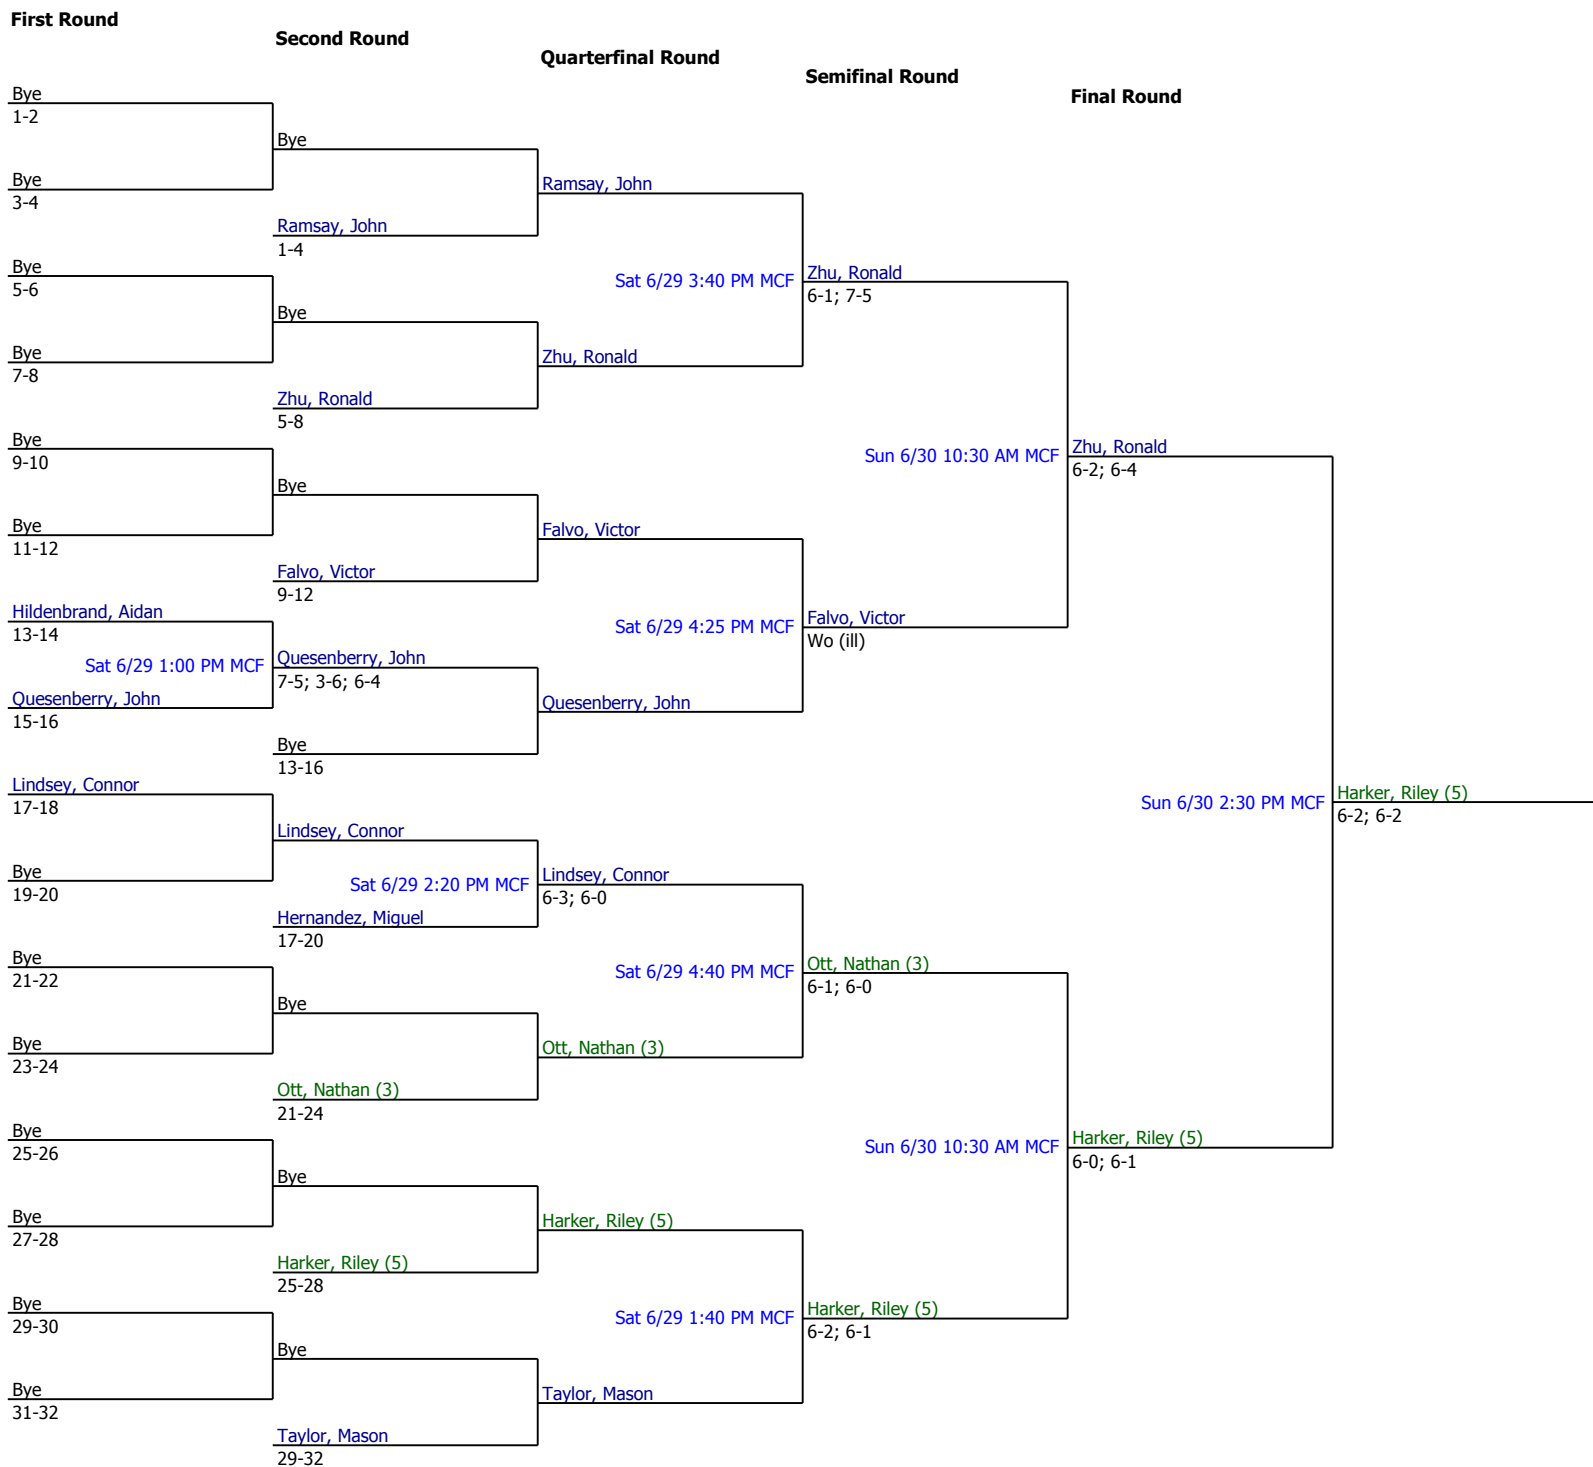 First Round
Second Round
Quarterfinal Round
Semifinal Round
Final Round
Bye
1-2
Bye
Bye
3-4
Ramsay, John
Ramsay, John
1-4
Bye
5-6
Sat 6/29 3:40 PM MCF
Zhu, Ronald
6-1; 7-5
Bye
Bye
7-8
Zhu, Ronald
Zhu, Ronald
5-8
Bye
9-10
Sun 6/30 10:30 AM MCF
Zhu, Ronald
6-2; 6-4
Bye
Bye
11-12
Falvo, Victor
Falvo, Victor
9-12
Hildenbrand, Aidan
13-14
Sat 6/29 4:25 PM MCF
Falvo, Victor
Wo (ill)
Sat 6/29 1:00 PM MCF
Quesenberry, John
7-5; 3-6; 6-4
Quesenberry, John
15-16
Quesenberry, John
Bye
13-16
Lindsey, Connor
17-18
Sun 6/30 2:30 PM MCF
Harker, Riley (5)
6-2; 6-2
Lindsey, Connor
Bye
19-20
Sat 6/29 2:20 PM MCF
Lindsey, Connor
6-3; 6-0
Hernandez, Miguel
17-20
Bye
21-22
Sat 6/29 4:40 PM MCF
Ott, Nathan (3)
6-1; 6-0
Bye
Bye
23-24
Ott, Nathan (3)
Ott, Nathan (3)
21-24
Bye
25-26
Sun 6/30 10:30 AM MCF
Harker, Riley (5)
6-0; 6-1
Bye
Bye
27-28
Harker, Riley (5)
Harker, Riley (5)
25-28
Bye
29-30
Sat 6/29 1:40 PM MCF
Harker, Riley (5)
6-2; 6-1
Bye
Bye
31-32
Taylor, Mason
Taylor, Mason
29-32